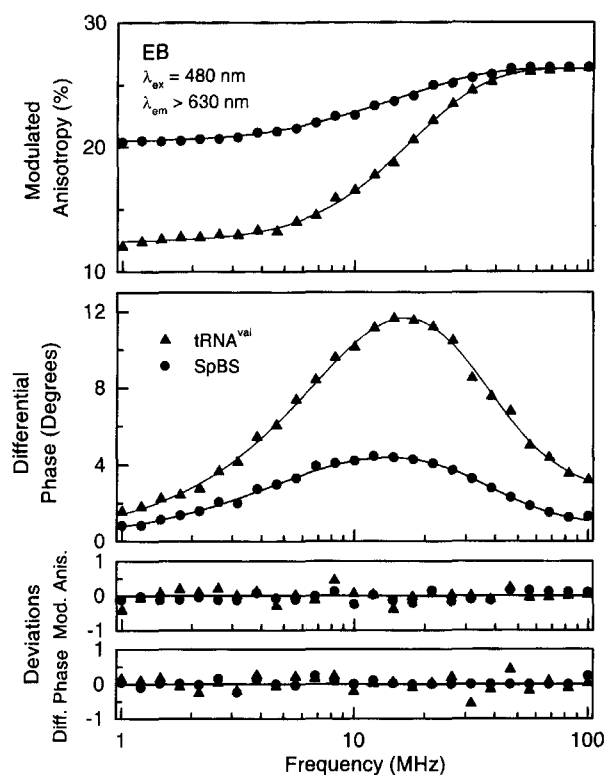 30
20
10
Modulated
Anisotropy (%)
EB
λex = 480 nm
λem > 630 nm
12
8
4
0
Differential
Phase (Degrees)
▲ tRNAval
● SpBS
Deviations
Mod. Anis.
1
0
-1
Diff. Phase
1
0
-1
1 10 100
Frequency (MHz)